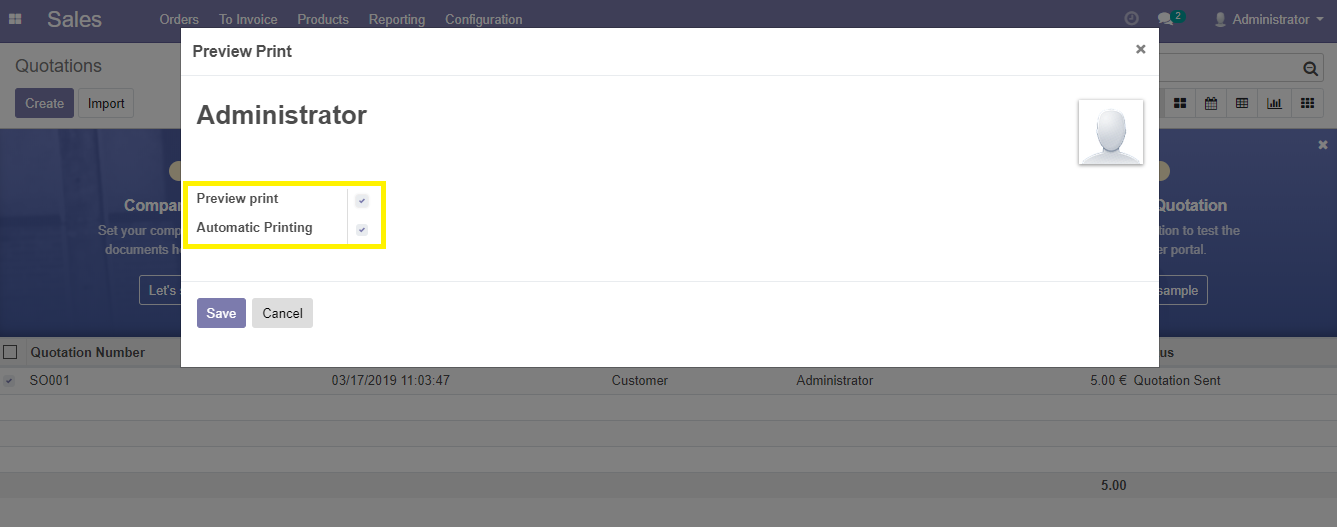 Sales Orders To Invoice Products Reporting Configuration 2 Administrator
Preview Print ×
Quotations
Create Import
Administrator
Preview print
Automatic Printing
Compar
Quotation
Set your comp
tion to test the
documents h
er portal.
Let's
sample
Save Cancel
Quotation Number us
SO001 03/17/2019 11:03:47 Customer Administrator 5.00 € Quotation Sent
5.00